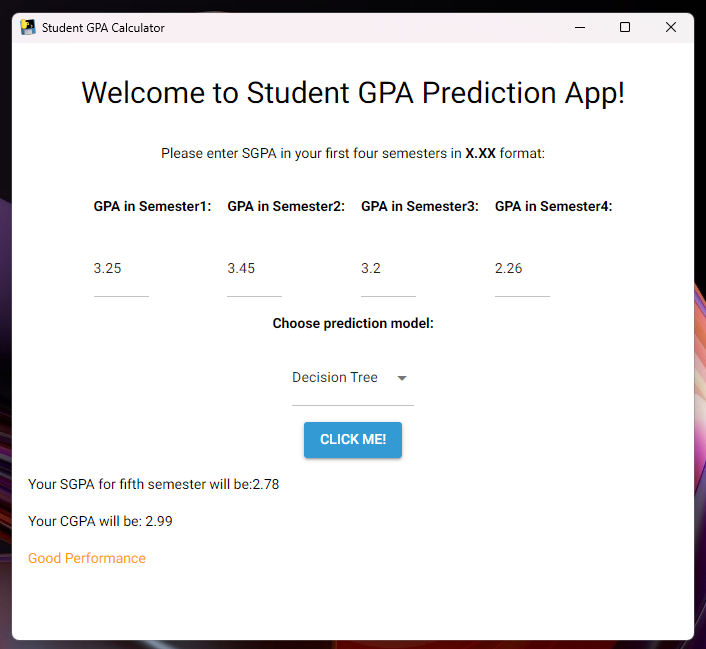 Student GPA Calculator
Welcome to Student GPA Prediction App!
Please enter SGPA in your first four semesters in X.XX format:
GPA in Semester1: GPA in Semester2: GPA in Semester3: GPA in Semester4:
3.25 3.45 3.2 2.26
Choose prediction model:
Decision Tree
CLICK ME!
Your SGPA for fifth semester will be:2.78
Your CGPA will be: 2.99
Good Performance